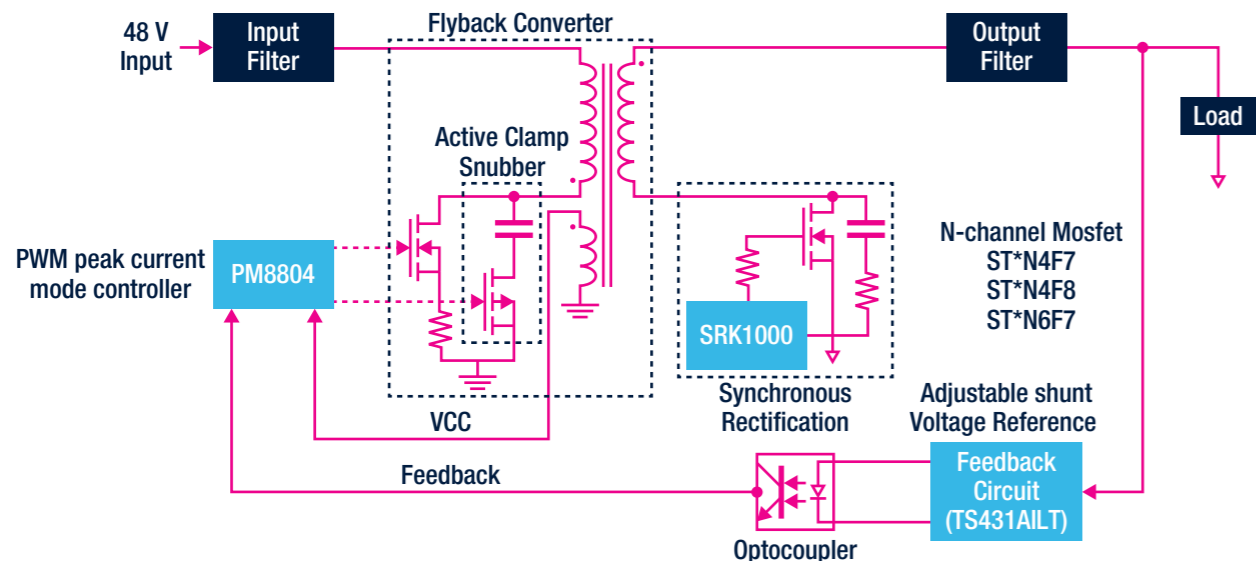 48 V
Input
Input
Filter
Flyback Converter
Output
Filter
Load
Active Clamp
Snubber
PWM peak current
mode controller
PM8804
SRK1000
Synchronous
Rectification
N-channel Mosfet
ST*N4F7
ST*N4F8
ST*N6F7
VCC
Feedback
Optocoupler
Adjustable shunt
Voltage Reference
Feedback
Circuit
(TS431AILT)